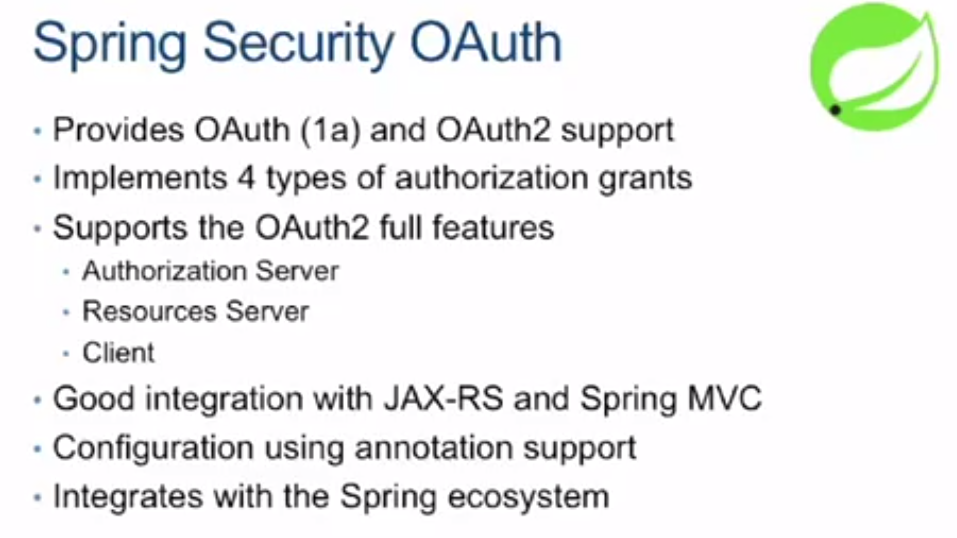 Spring Security OAuth
• Provides OAuth (1a) and OAuth2 support
• Implements 4 types of authorization grants
• Supports the OAuth2 full features
• Authorization Server
• Resources Server
• Client
• Good integration with JAX-RS and Spring MVC
• Configuration using annotation support
• Integrates with the Spring ecosystem